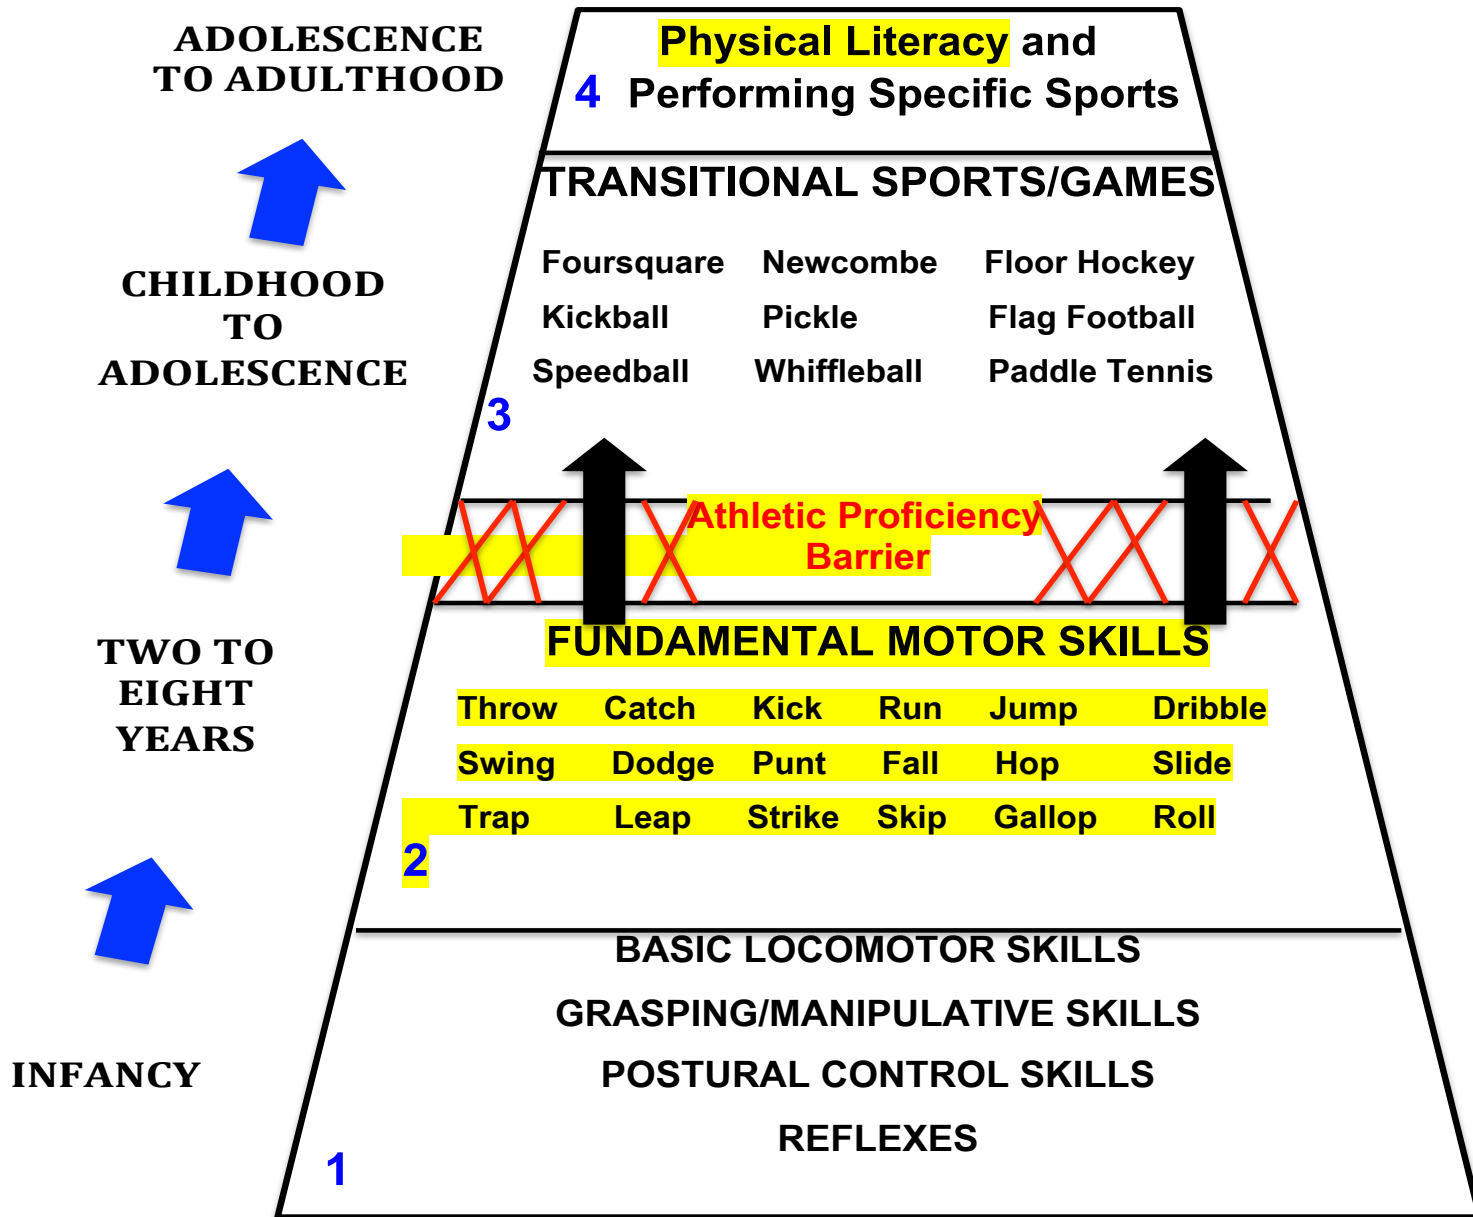 ADOLESCENCE
TO ADULTHOOD
Physical Literacy and
4 Performing Specific Sports
TRANSITIONAL SPORTS/GAMES
CHILDHOOD
TO
ADOLESCENCE
Foursquare Newcombe Floor Hockey
Kickball Pickle Flag Football
Speedball Whiffleball Paddle Tennis
3
Athletic Proficiency
Barrier
TWO TO
EIGHT
YEARS
FUNDAMENTAL MOTOR SKILLS
Throw Catch Kick Run Jump Dribble
Swing Dodge Punt Fall Hop Slide
Trap Leap Strike Skip Gallop Roll
2
BASIC LOCOMOTOR SKILLS
GRASPING/MANIPULATIVE SKILLS
INFANCY
POSTURAL CONTROL SKILLS
REFLEXES
1